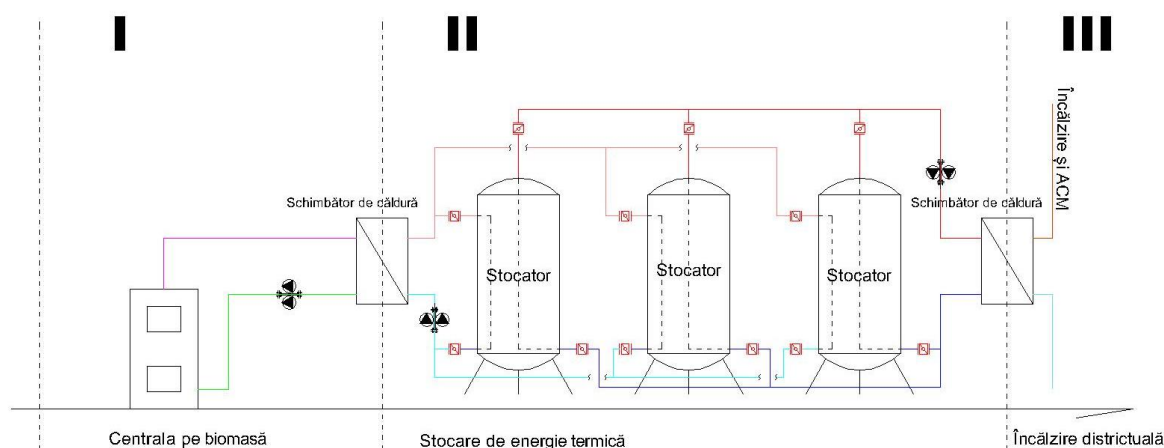 I
II
III
Încălzire și ACM
Schimbător de căldură
Schimbător de căldură
Stocator
Stocator
Stocator
Centrala pe biomasă
Stocare de energie termică
Încălzire districtuală